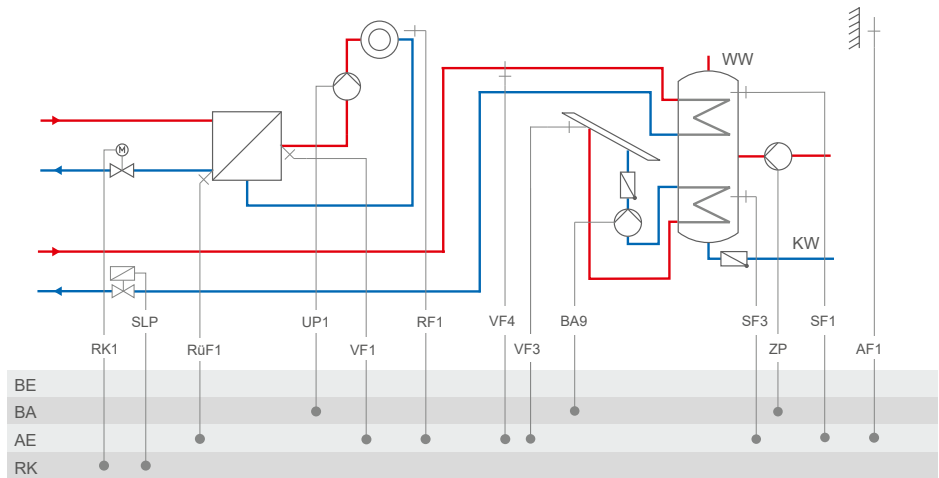 WW
M
KW
SLP
UP1
RF1
VF4
BA9
SF3
SF1
RK1
RüF1
VF1
VF3
ZP
AF1
BE
BA
AE
RK